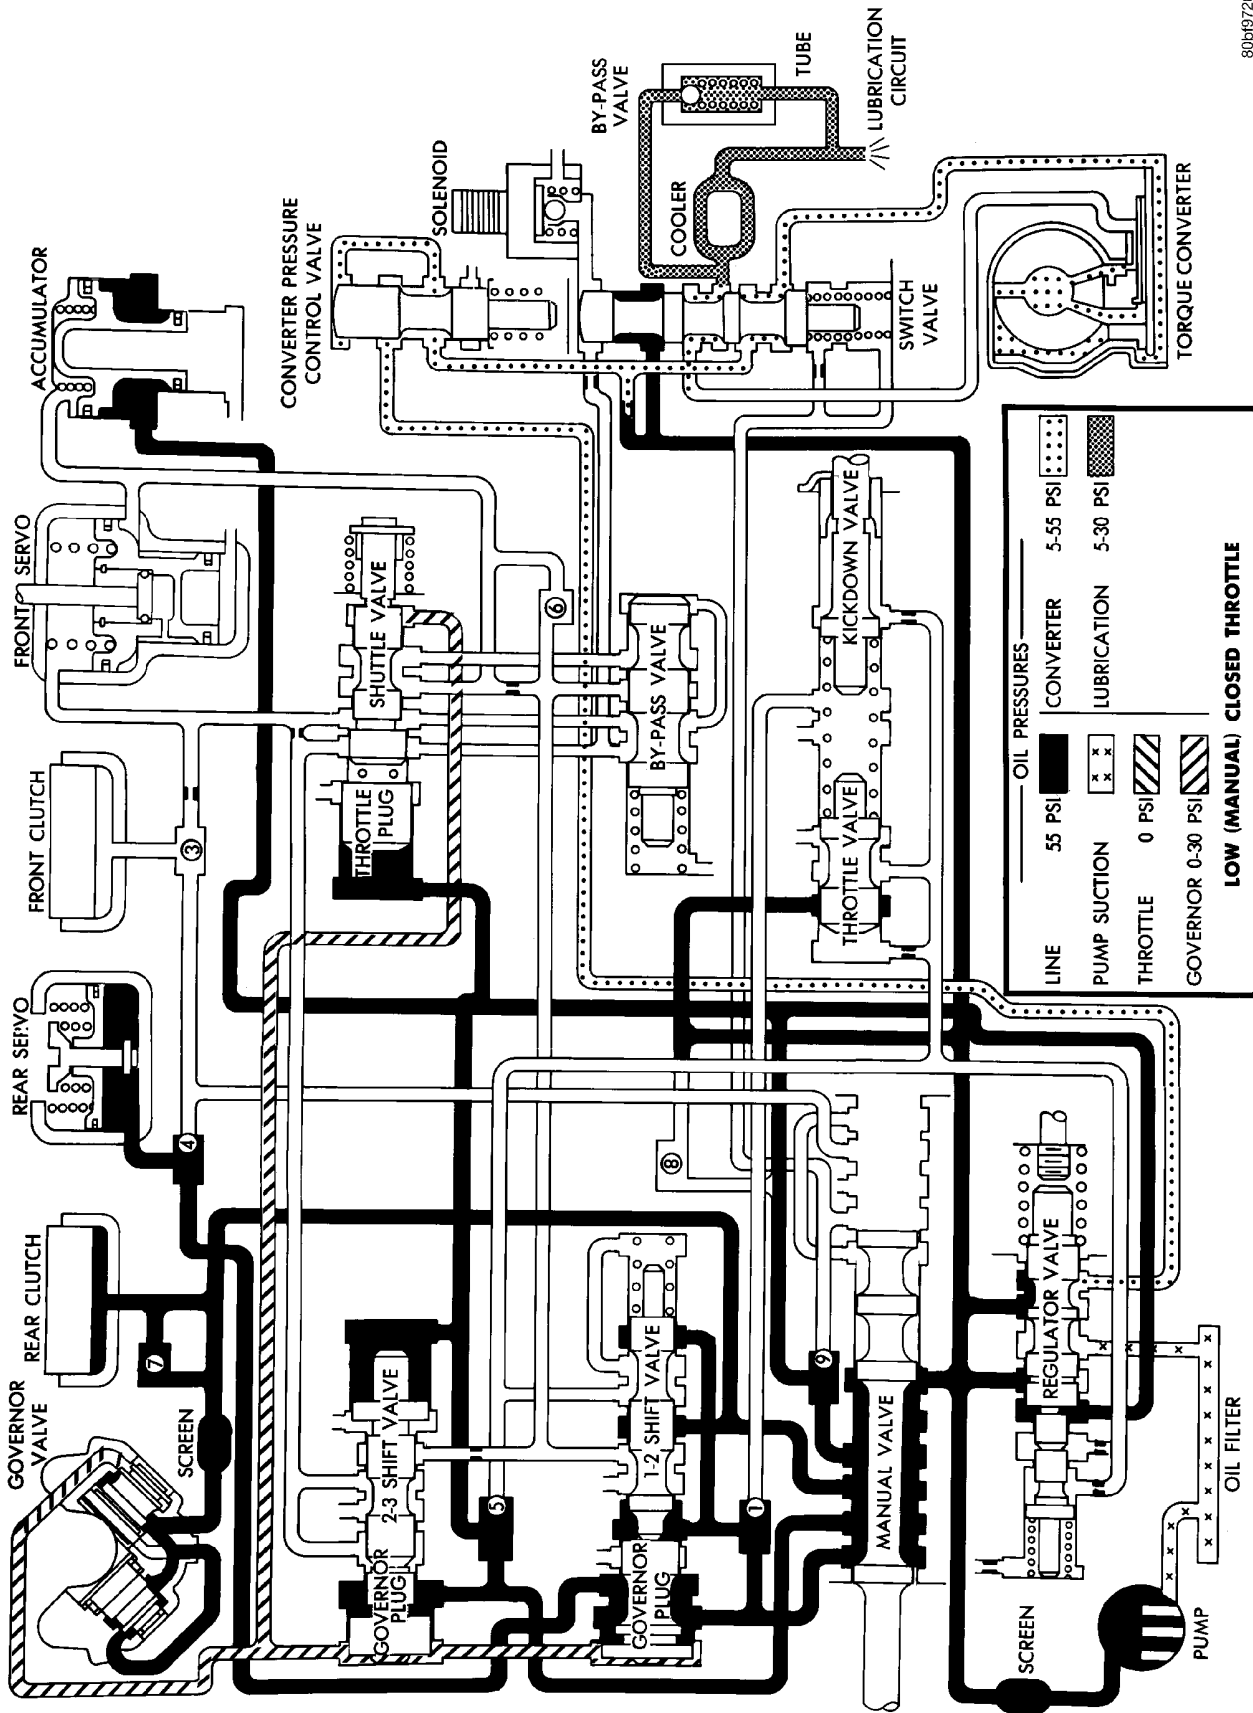 GOVERNOR
VALVE
REAR CLUTCH
REAR SERVO
FRONT CLUTCH
FRONT SERVO
ACCUMULATOR
SCREEN
7
4
3
CONVERTER PRESSURE
CONTROL VALVE
SOLENOID
BY-PASS
VALVE
TUBE
LUBRICATION
CIRCUIT
COOLER
SWITCH
VALVE
TORQUE CONVERTER
GOVERNOR
PLUG
2-3 SHIFT VALVE
THROTTLE
PLUG
SHUTTLE VALVE
5
6
GOVERNOR
PLUG
1-2 SHIFT VALVE
8
BY-PASS VALVE
1
9
THROTTLE VALVE
KICKDOWN VALVE
MANUAL VALVE
REGULATOR VALVE
SCREEN
PUMP
OIL FILTER
OIL PRESSURES
LINE 55 PSI
CONVERTER 5-55 PSI
PUMP SUCTION
LUBRICATION 5-30 PSI
THROTTLE 0 PSI
GOVERNOR 0-30 PSI
LOW (MANUAL) CLOSED THROTTLE